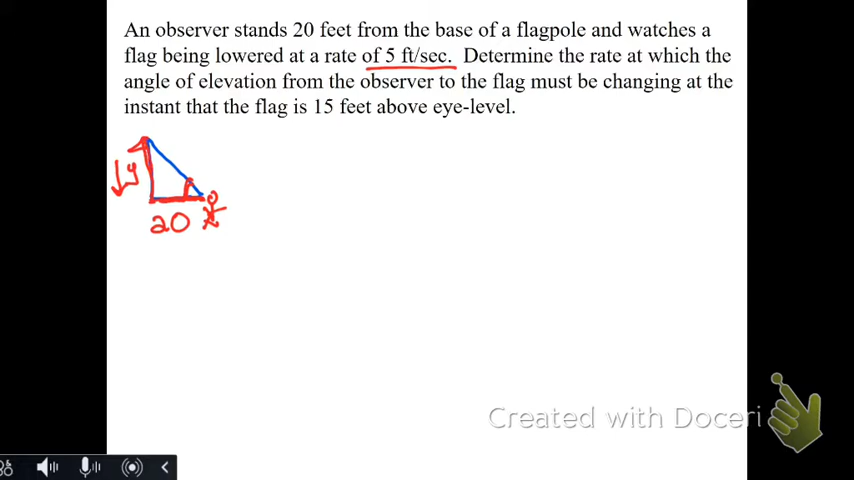 An observer stands 20 feet from the base of a flagpole and watches a
flag being lowered at a rate of 5 ft/sec. Determine the rate at which the
angle of elevation from the observer to the flag must be changing at the
instant that the flag is 15 feet above eye-level.
y
20
Created with Doceri